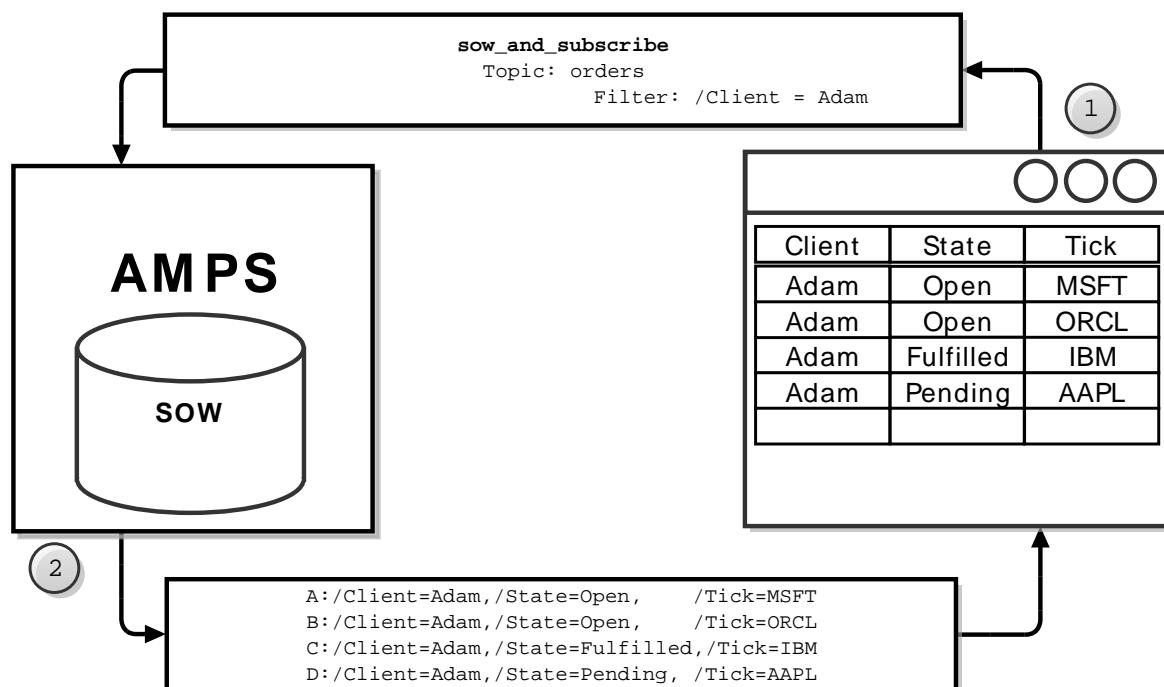 sow_and_subscribe
Topic: orders
Filter: /Client = Adam
1
AMPS
SOW
Client State Tick
Adam Open MSFT
Adam Open ORCL
Adam Fulfilled IBM
Adam Pending AAPL
2
A:/Client=Adam,/State=Open, /Tick=MSFT
B:/Client=Adam,/State=Open, /Tick=ORCL
C:/Client=Adam,/State=Fulfilled,/Tick=IBM
D:/Client=Adam,/State=Pending, /Tick=AAPL